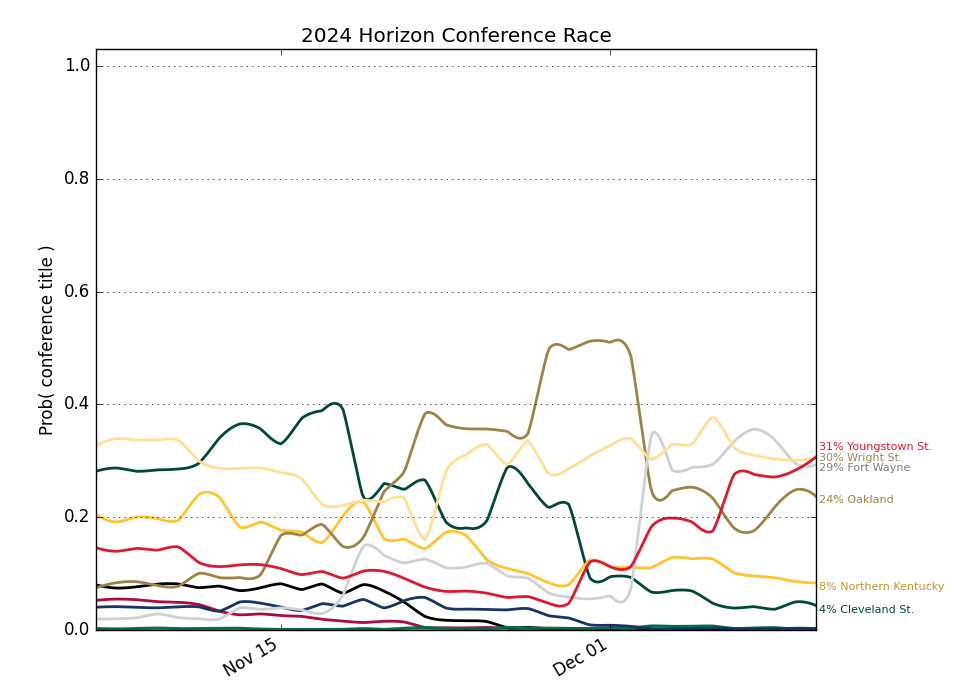 2024 Horizon Conference Race
1.0
0.8
0.6
0.4
0.2
0.0
Prob( conference title )
Nov 15
Dec 01
31% Youngstown St.
30% Wright St.
29% Fort Wayne
24% Oakland
8% Northern Kentucky
4% Cleveland St.